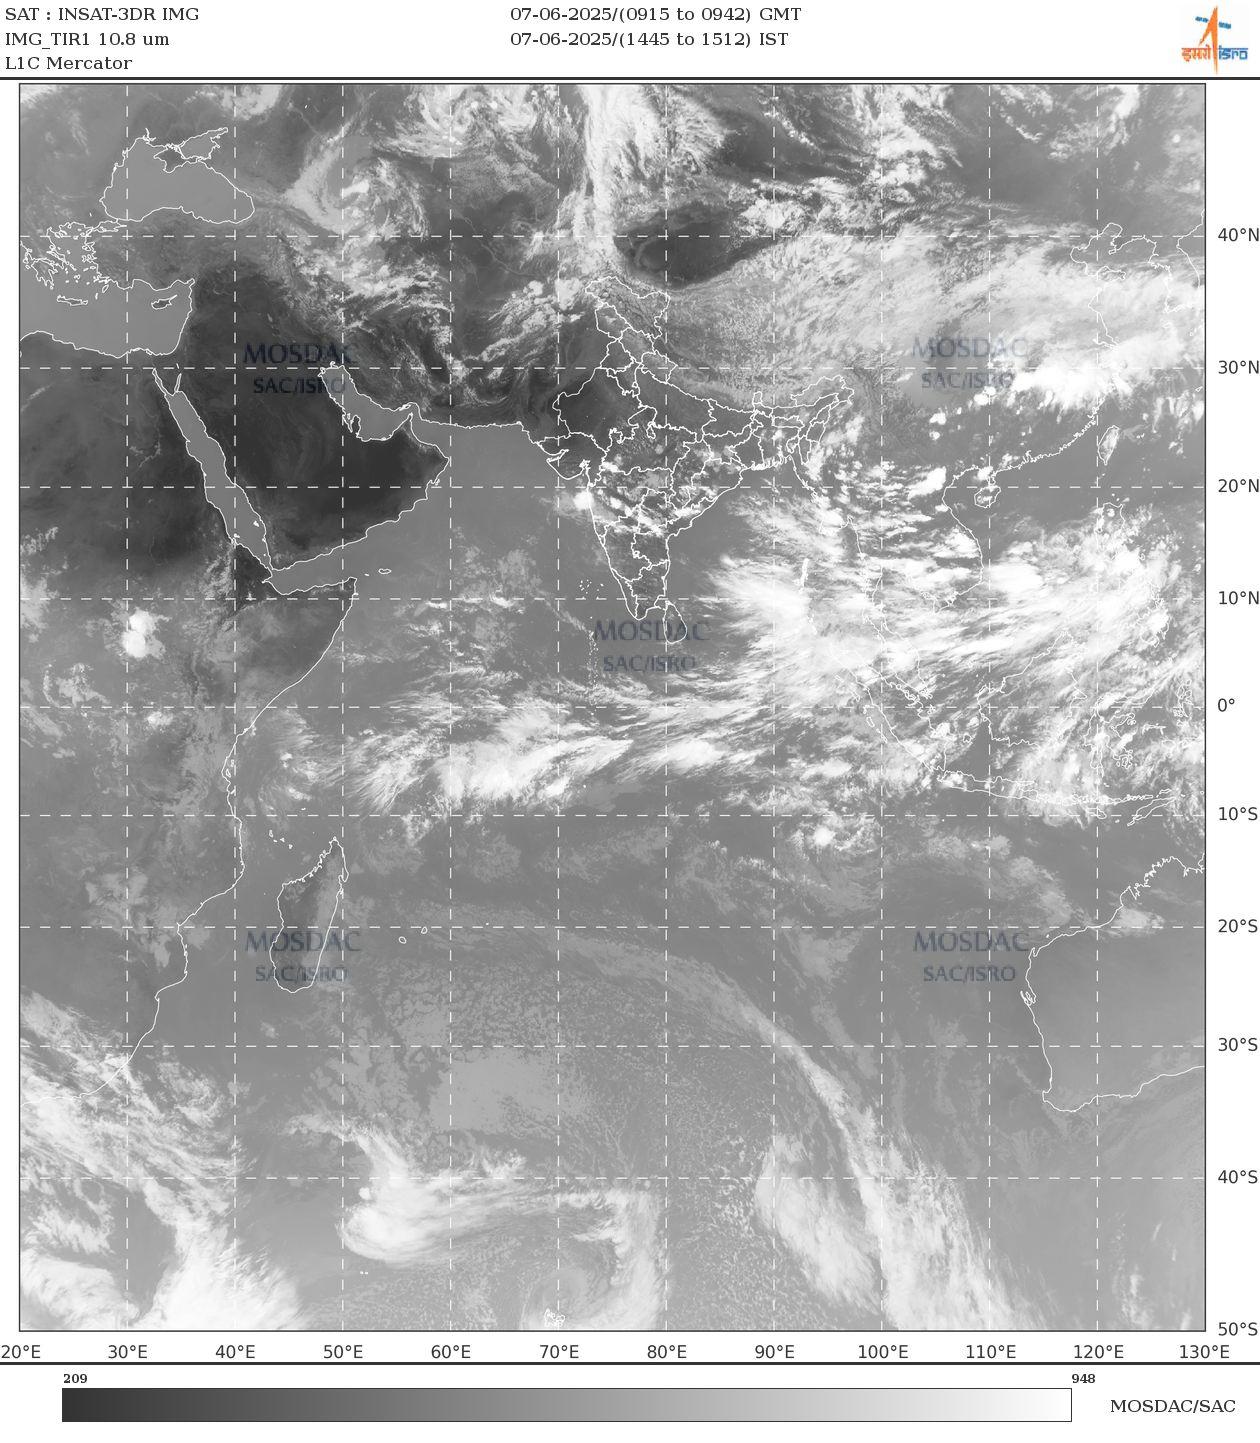 SAT : INSAT-3DR IMG
07-06-2025/(0915 to 0942) GMT
IMG_TIR1 10.8 um
07-06-2025/(1445 to 1512) IST
L1C Mercator
इसरो isro
40°N
MOSDAC
SAC/ISRO
MOSDAC
SAC/ISRO
30°N
20°N
10°N
MOSDAC
SAC/ISRO
0°
10°S
20°S
MOSDAC
SAC/ISRO
MOSDAC
SAC/ISRO
30°S
40°S
50°S
20°E 30°E 40°E 50°E 60°E 70°E 80°E 90°E 100°E 110°E 120°E 130°E
209 948
MOSDAC/SAC